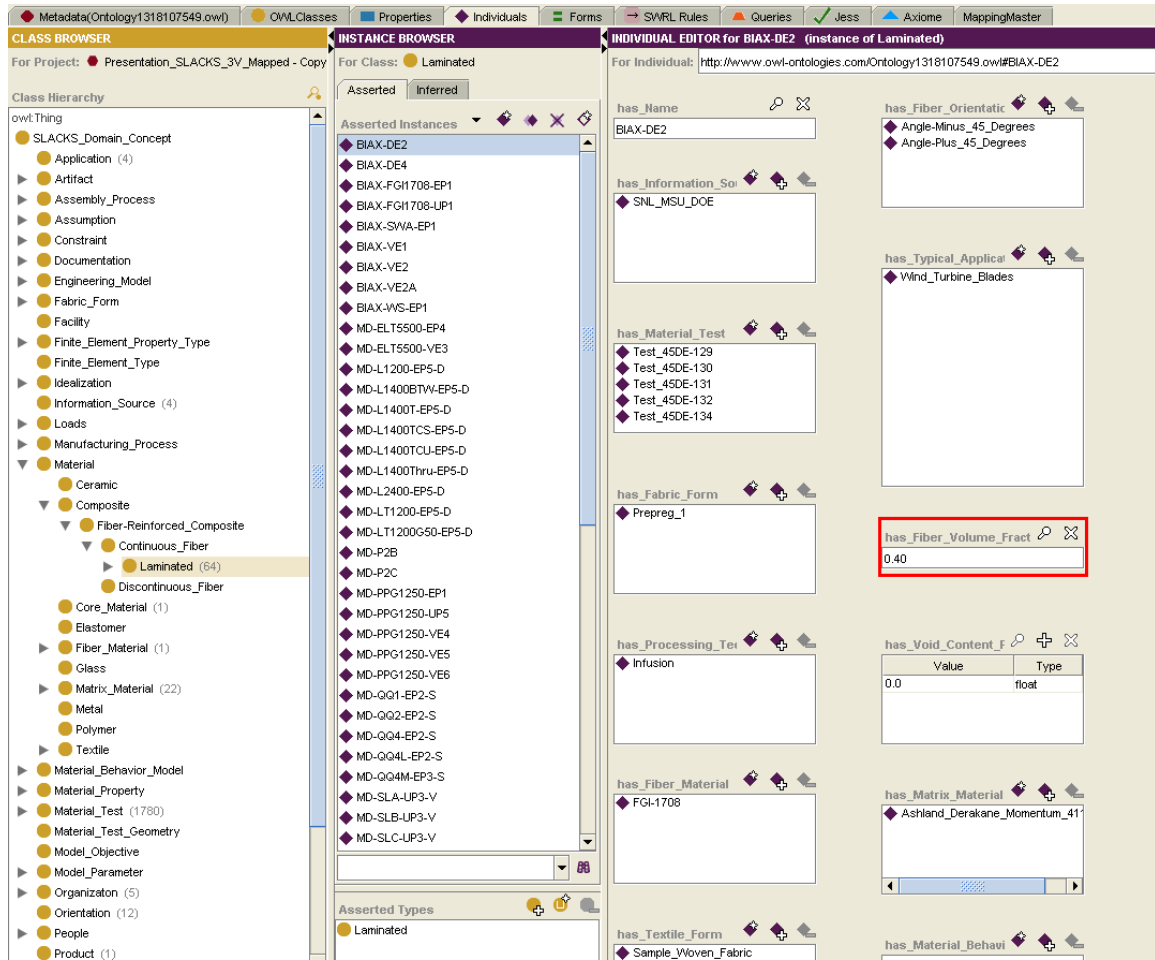 Metadata(Ontology1318107549.owl) OWLClasses Properties Individuals Forms SWRL Rules Queries Jess Axiome MappingMaster
CLASS BROWSER
For Project: Presentation_SLACKS_3V_Mapped - Copy
Class Hierarchy
owl:Thing
SLACKS_Domain_Concept
Application (4)
Artifact
Assembly_Process
Assumption
Constraint
Documentation
Engineering_Model
Fabric_Form
Facility
Finite_Element_Property_Type
Finite_Element_Type
Idealization
Information_Source (4)
Loads
Manufacturing_Process
Material
Ceramic
Composite
Fiber-Reinforced_Composite
Continuous_Fiber
Laminated (64)
Discontinuous_Fiber
Core_Material (1)
Elastomer
Fiber_Material (1)
Glass
Matrix_Material (22)
Metal
Polymer
Textile
Material_Behavior_Model
Material_Property
Material_Test (1780)
Material_Test_Geometry
Model_Objective
Model_Parameter
Organizaton (5)
Orientation (12)
People
Product (1)
INSTANCE BROWSER
For Class: Laminated
Asserted Inferred
Asserted Instances
BIAX-DE2
BIAX-DE4
BIAX-FGI1708-EP1
BIAX-FGI1708-UP1
BIAX-SWA-EP1
BIAX-VE1
BIAX-VE2
BIAX-VE2A
BIAX-WS-EP1
MD-ELT5500-EP4
MD-ELT5500-VE3
MD-L1200-EP5-D
MD-L1400BTW-EP5-D
MD-L1400T-EP5-D
MD-L1400TCS-EP5-D
MD-L1400TCU-EP5-D
MD-L1400Thru-EP5-D
MD-L2400-EP5-D
MD-LT1200-EP5-D
MD-LT1200G50-EP5-D
MD-P2B
MD-P2C
MD-PPG1250-EP1
MD-PPG1250-UP5
MD-PPG1250-VE4
MD-PPG1250-VE5
MD-PPG1250-VE6
MD-QQ1-EP2-S
MD-QQ2-EP2-S
MD-QQ4-EP2-S
MD-QQ4L-EP2-S
MD-QQ4M-EP3-S
MD-SLA-UP3-V
MD-SLB-UP3-V
MD-SLC-UP3-V
Asserted Types
Laminated
INDIVIDUAL EDITOR for BIAX-DE2 (instance of Laminated)
For Individual: http://www.owl-ontologies.com/Ontology1318107549.owl#BIAX-DE2
has_Name
BIAX-DE2
has_Information_Sou
SNL_MSU_DOE
has_Material_Test
Test_45DE-129
Test_45DE-130
Test_45DE-131
Test_45DE-132
Test_45DE-134
has_Fabric_Form
Prepreg_1
has_Processing_Tec
Infusion
has_Fiber_Material
FGI-1708
has_Textile_Form
Sample_Woven_Fabric
has_Fiber_Orientatic
Angle-Minus_45_Degrees
Angle-Plus_45_Degrees
has_Typical_Applicat
Wind_Turbine_Blades
has_Fiber_Volume_Fract
0.40
has_Void_Content_F
Value Type
0.0 float
has_Matrix_Material
Ashland_Derakane_Momentum_411
has_Material_Behavi